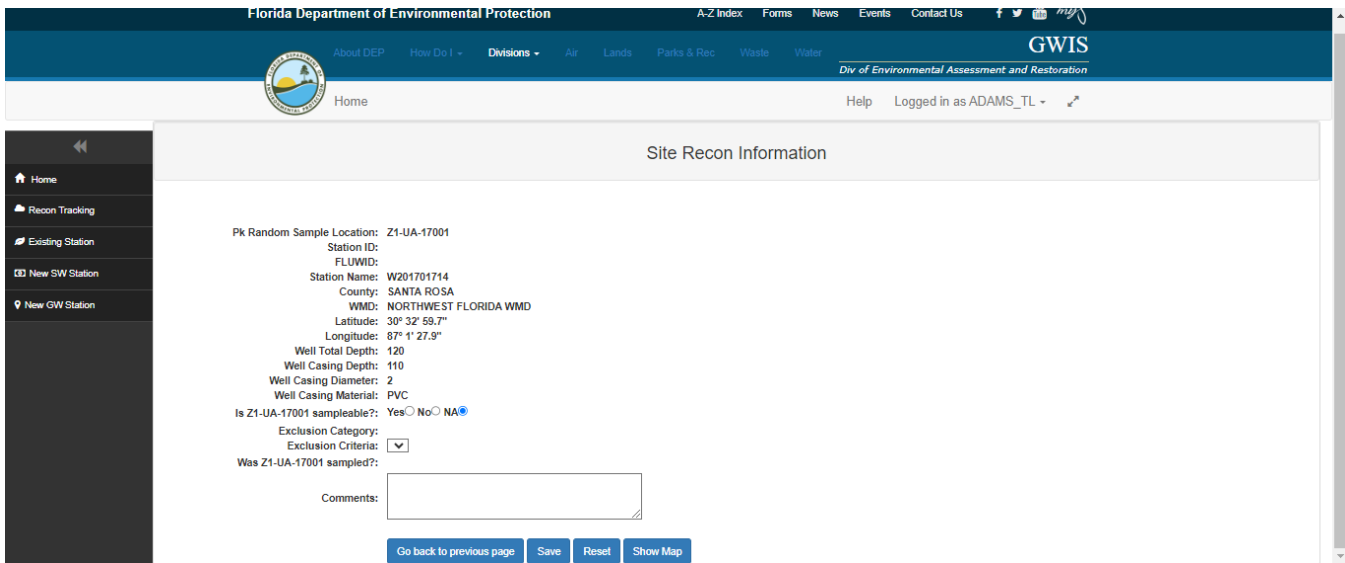 Florida Department of Environmental Protection
A-Z Index Forms News Events Contact Us
About DEP How Do I Divisions Air Lands Parks & Rec Waste Water
GWIS
Div of Environmental Assessment and Restoration
Home
Help Logged in as ADAMS_TL
Site Recon Information
Home
Recon Tracking
Existing Station
New SW Station
New GW Station
Pk Random Sample Location: Z1-UA-17001
Station ID:
FLUWID:
Station Name: W201701714
County: SANTA ROSA
WMD: NORTHWEST FLORIDA WMD
Latitude: 30° 32' 59.7"
Longitude: 87° 1' 27.9"
Well Total Depth: 120
Well Casing Depth: 110
Well Casing Diameter: 2
Well Casing Material: PVC
Is Z1-UA-17001 sampleable?: Yes No NA
Exclusion Category:
Exclusion Criteria:
Was Z1-UA-17001 sampled?:
Comments:
Go back to previous page Save Reset Show Map